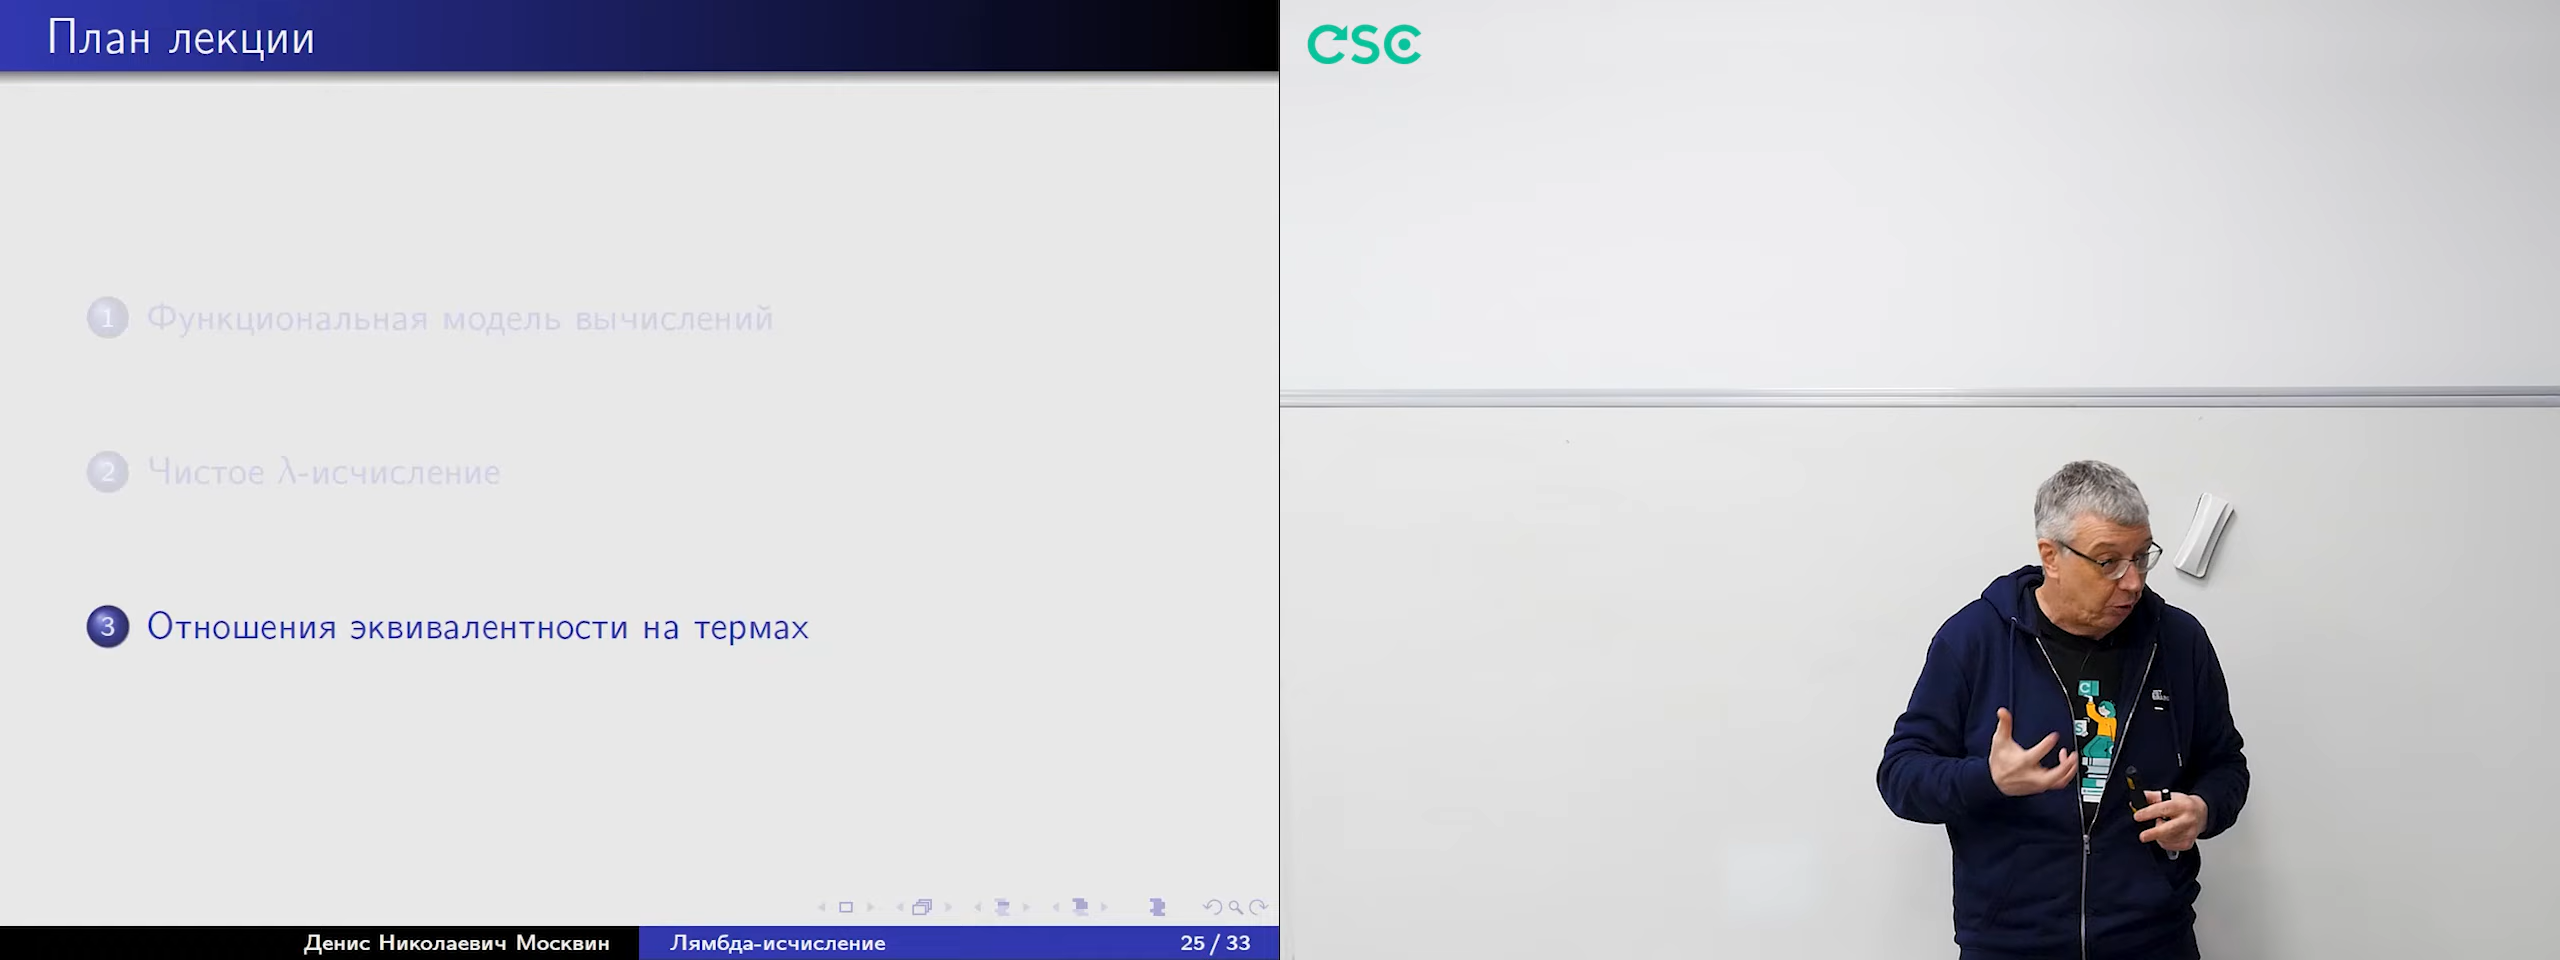 План лекции
1 Функциональная модель вычислений
2 Чистое λ-исчисление
3 Отношения эквивалентности на термах
Денис Николаевич Москвин
Лямбда-исчисление
25 / 33
CSC
C
S